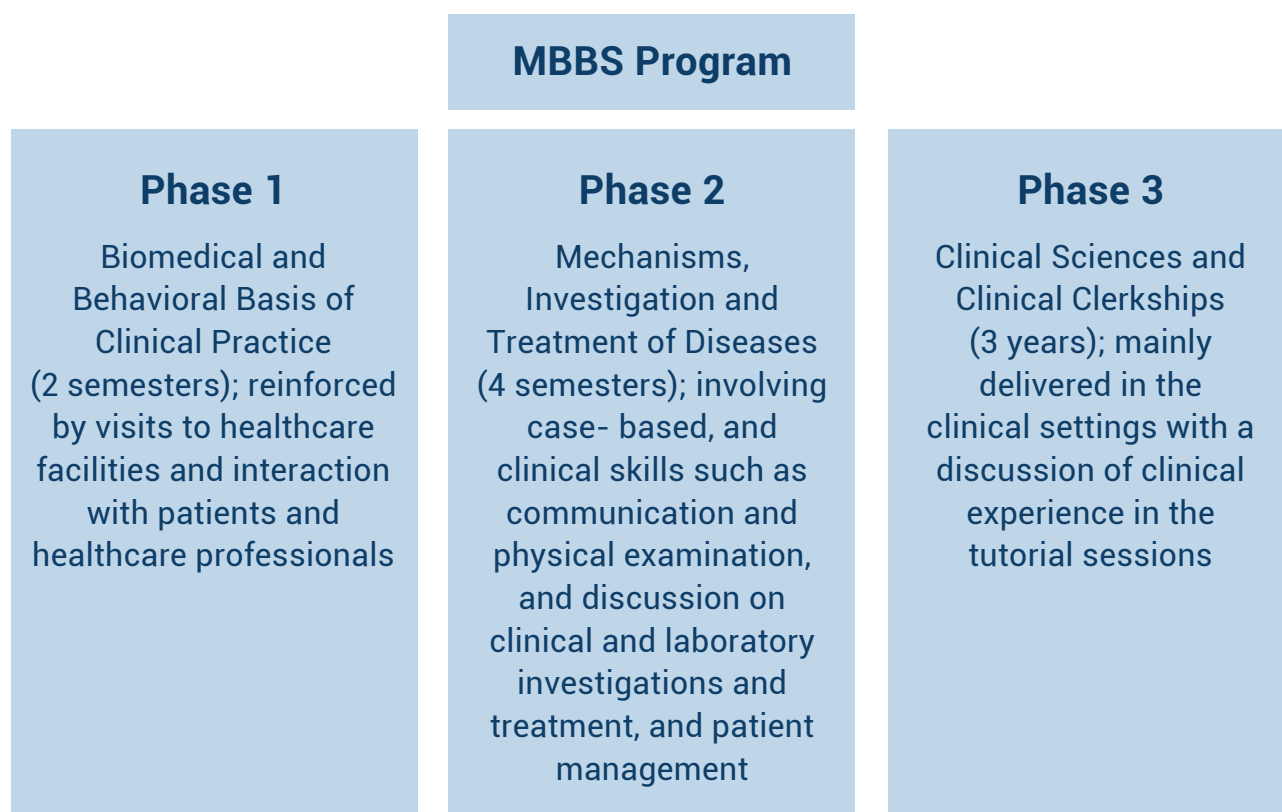 MBBS Program
Phase 1
Biomedical and
Behavioral Basis of
Clinical Practice
(2 semesters); reinforced
by visits to healthcare
facilities and interaction
with patients and
healthcare professionals
Phase 2
Mechanisms,
Investigation and
Treatment of Diseases
(4 semesters); involving
case- based, and
clinical skills such as
communication and
physical examination,
and discussion on
clinical and laboratory
investigations and
treatment, and patient
management
Phase 3
Clinical Sciences and
Clinical Clerkships
(3 years); mainly
delivered in the
clinical settings with a
discussion of clinical
experience in the
tutorial sessions